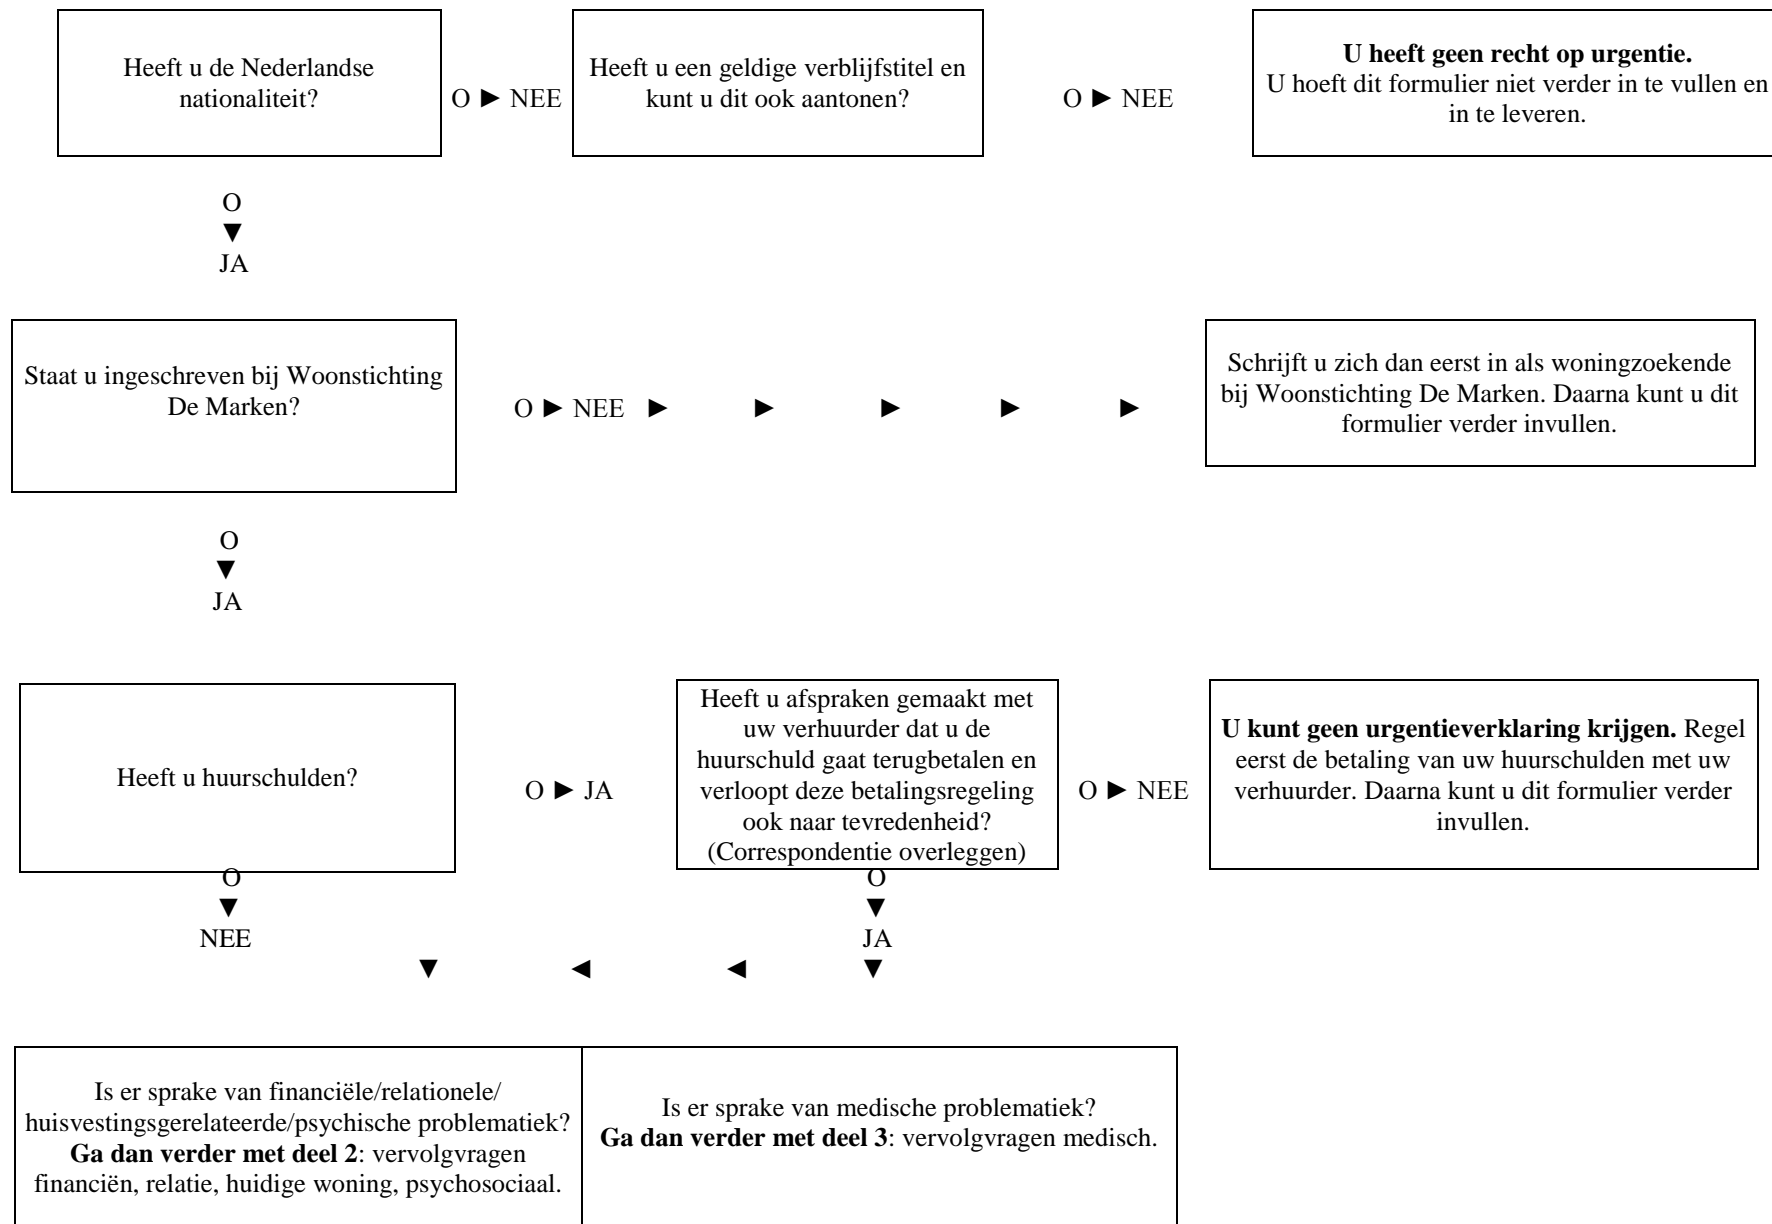 Heeft u de Nederlandse
nationaliteit?
O ► NEE
Heeft u een geldige verblijfstitel en
kunt u dit ook aantonen?
O ► NEE
U heeft geen recht op urgentie.
U hoeft dit formulier niet verder in te vullen en
in te leveren.
O
▼
JA
Staat u ingeschreven bij Woonstichting
De Marken?
O ► NEE ► ► ► ► ►
Schrijft u zich dan eerst in als woningzoekende
bij Woonstichting De Marken. Daarna kunt u dit
formulier verder invullen.
O
▼
JA
Heeft u huurschulden?
O ► JA
Heeft u afspraken gemaakt met
uw verhuurder dat u de
huurschuld gaat terugbetalen en
verloopt deze betalingsregeling
ook naar tevredenheid?
(Correspondentie overleggen)
O ► NEE
U kunt geen urgentieverklaring krijgen. Regel
eerst de betaling van uw huurschulden met uw
verhuurder. Daarna kunt u dit formulier verder
invullen.
O
▼
NEE
O
▼
JA
▼ ◄ ◄ ▼
Is er sprake van financiële/relationele/
huisvestingsgerelateerde/psychische problematiek?
Ga dan verder met deel 2: vervolgvragen
financiën, relatie, huidige woning, psychosociaal.
Is er sprake van medische problematiek?
Ga dan verder met deel 3: vervolgvragen medisch.